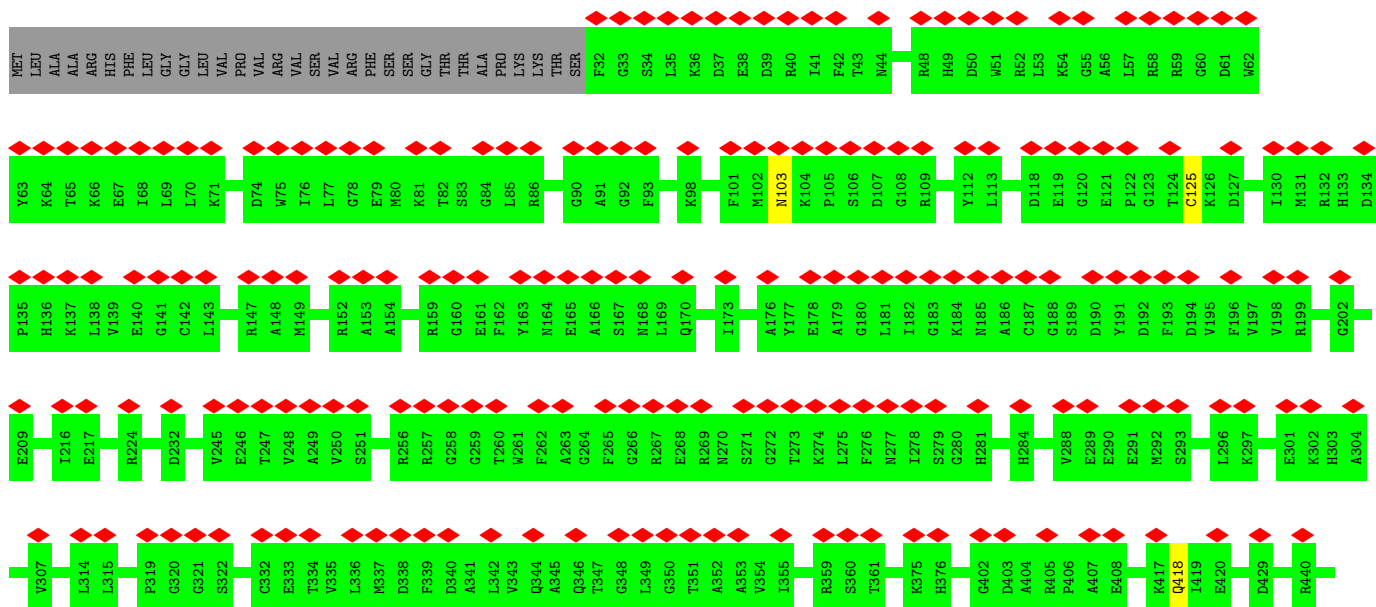 MET LEU ALA ALA ARG HIS PHE LEU GLY GLY LEU VAL PRO VAL ARG VAL SER VAL ARG PHE SER SER GLY THR THR ALA PRO LYS LYS THR SER F32 G33 S34 L35 K36 D37 E38 D39 R40 I41 F42 T43 N44 R48 H49 D50 W51 R52 L53 K54 G55 A56 L57 R58 R59 G60 D61 W62
Y63 K64 T65 K66 E67 I68 L69 L70 K71 D74 W75 I76 L77 G78 E79 M80 K81 T82 S83 G84 L85 R86 G90 A91 G92 F93 K98 F101 M102 N103 K104 P105 S106 D107 G108 R109 Y112 L113 D118 E119 G120 E121 P122 G123 T124 C125 K126 D127 I130 M131 R132 H133 D134
P135 H136 K137 L138 V139 E140 G141 C142 L143 R147 A148 M149 R152 A153 A154 R159 G160 E161 F162 Y163 N164 E165 A166 S167 N168 L169 Q170 I173 A176 Y177 E178 A179 G180 L181 I182 G183 K184 N185 A186 C187 G188 S189 D190 Y191 D192 F193 D194 V195 F196 V197 V198 R199 G202
E209 I216 E217 R224 D232 V245 E246 T247 V248 A249 V250 S251 R256 R257 G258 G259 T260 W261 F262 A263 G264 F265 G266 R267 E268 R269 N270 S271 G272 T273 K274 L275 F276 N277 I278 S279 G280 H281 H284 V288 E289 E290 E291 M292 S293 L296 K297 E301 K302 H303 A304
V307 L314 L315 P319 G320 G321 S322 C332 E333 T334 V335 L336 M337 D338 F339 D340 A341 L342 V343 Q344 A345 Q346 T347 G348 L349 G350 T351 A352 A353 V354 I355 R359 S360 T361 K375 H376 G402 D403 A404 R405 P406 A407 E408 K417 Q418 I419 E420 D429 R440